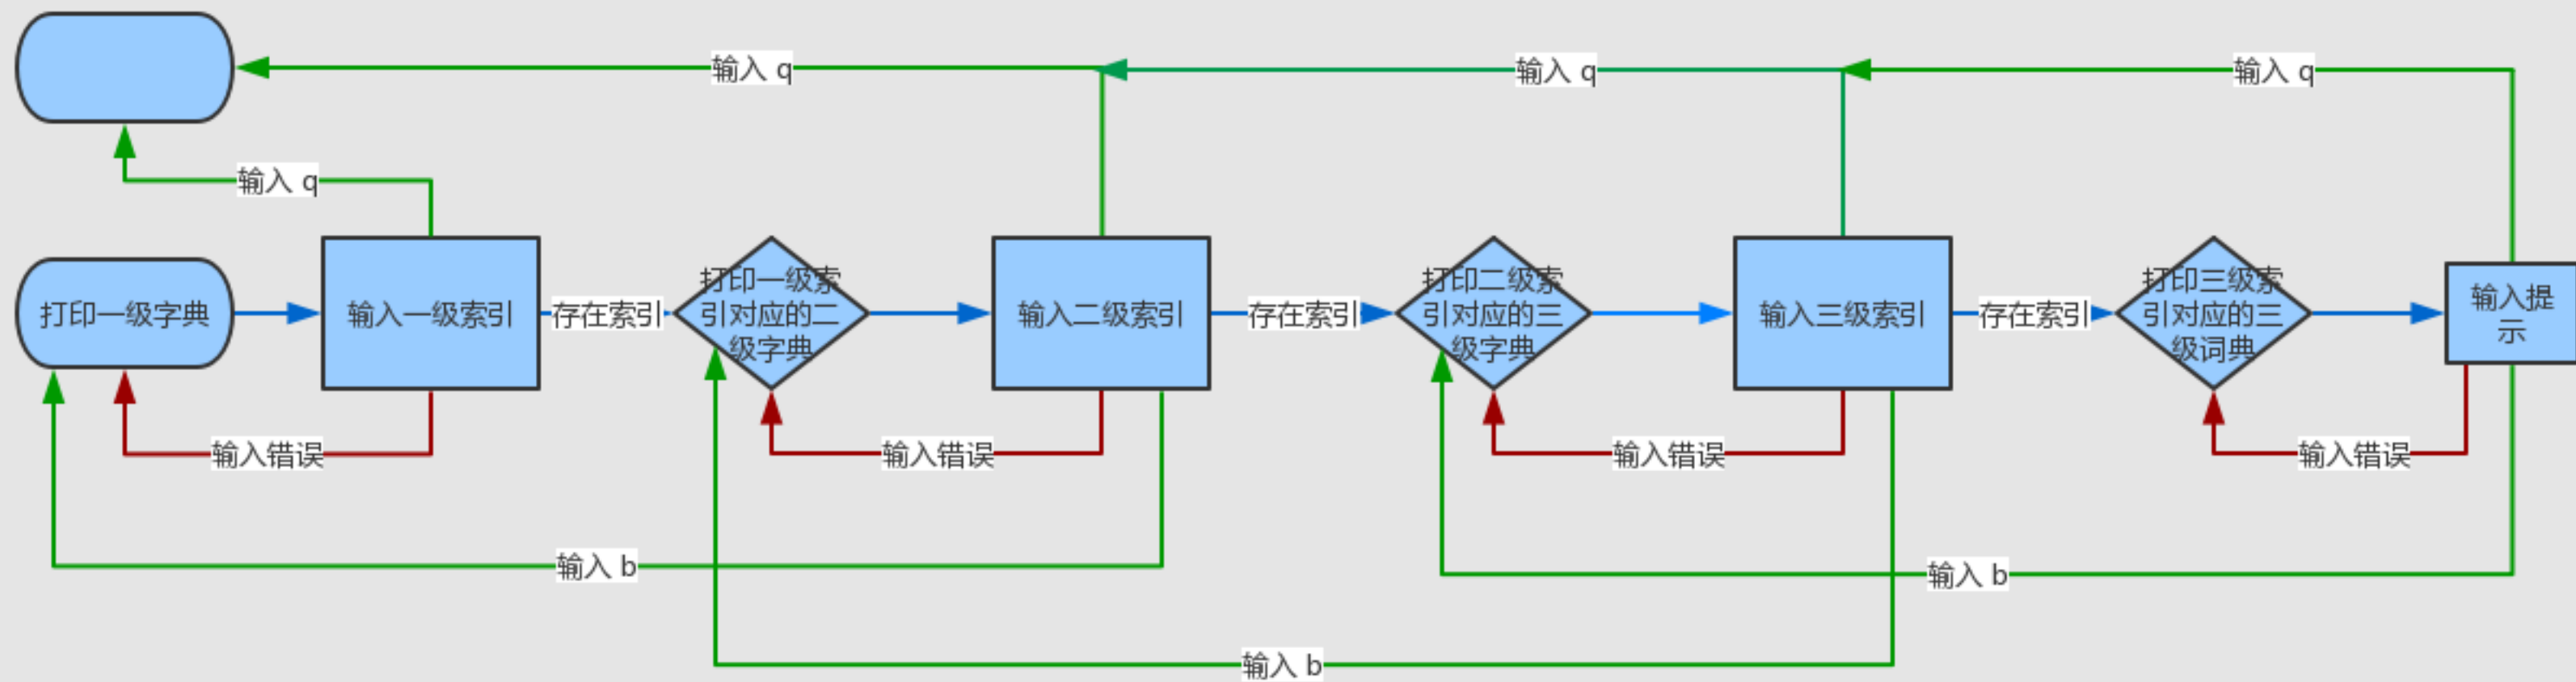 输入 q
输入 q
输入 q
输入 q
打印一级字典
输入一级索引
存在索引
打印一级索
引对应的二
级字典
输入二级索引
存在索引
打印二级索
引对应的三
级字典
输入三级索引
存在索引
打印三级索
引对应的三
级词典
输入提
示
输入错误
输入错误
输入错误
输入错误
输入 b
输入 b
输入 b